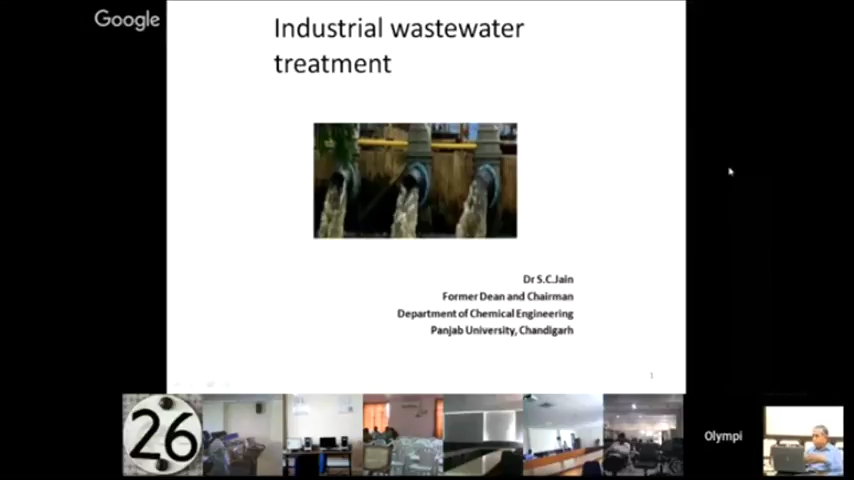 Google
Industrial wastewater
treatment
Dr S.C.Jain
Former Dean and Chairman
Department of Chemical Engineering
Panjab University, Chandigarh
1
26
Olympi